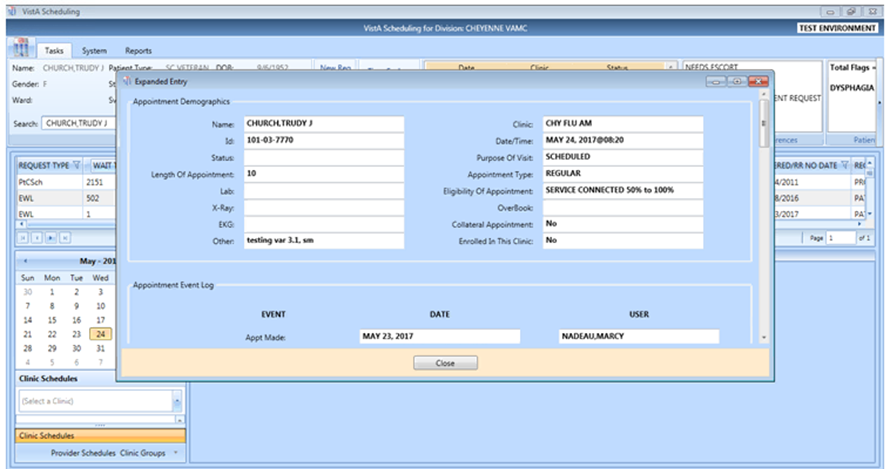 VistA Scheduling
VistA Scheduling for Division: CHEYENNE VAMC
TEST ENVIRONMENT
Tasks System Reports
Name: CHURCH,TRUDY J Patient Type: SC VETERAN DOB: 9/6/1952 New Req Date Clinic Status NEEDS ESCORT Total Flags =
Gender: F
Ward: ENT REQUEST DYSPHAGIA
Search: CHURCH,TRUDY J
rences Patien
REQUEST TYPE WAIT T ERED/RR NO DATE REC
PtCSch 2151 4/2011 PR
EWL 502 8/2016 PA
EWL 1 3/2017 PA
Page 1 of 1
Expanded Entry
Appointment Demographics
Name: CHURCH,TRUDY J Clinic: CHY FLU AM
Id: 101-03-7770 Date/Time: MAY 24, 2017@08:20
Status: Purpose Of Visit: SCHEDULED
Length Of Appointment: 10 Appointment Type: REGULAR
Lab: Eligibility Of Appointment: SERVICE CONNECTED 50% to 100%
X-Ray: OverBook:
EKG: Collateral Appointment: No
Other: testing var 3.1, sm Enrolled In This Clinic: No
Appointment Event Log
EVENT DATE USER
Appt Made: MAY 23, 2017 NADEAU,MARCY
Close
May - 201
Sun Mon Tue Wed
30 1 2 3
7 8 9 10
14 15 16 17
21 22 23 24
28 29 30 31
4 5 6 7
Clinic Schedules
(Select a Clinic)
Clinic Schedules
Provider Schedules Clinic Groups